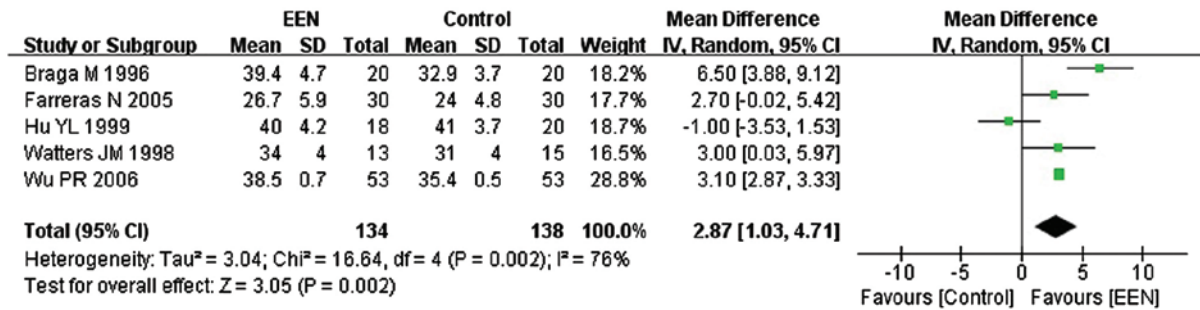 EEN Control Mean Difference Mean Difference
Study or Subgroup Mean SD Total Mean SD Total Weight IV, Random, 95% CI IV, Random, 95% CI
Braga M 1996 39.4 4.7 20 32.9 3.7 20 18.2% 6.50 [3.88, 9.12]
Farreras N 2005 26.7 5.9 30 24 4.8 30 17.7% 2.70 [-0.02, 5.42]
Hu YL 1999 40 4.2 18 41 3.7 20 18.7% -1.00 [-3.53, 1.53]
Watters JM 1998 34 4 13 31 4 15 16.5% 3.00 [0.03, 5.97]
Wu PR 2006 38.5 0.7 53 35.4 0.5 53 28.8% 3.10 [2.87, 3.33]
Total (95% CI) 134 138 100.0% 2.87 [1.03, 4.71]
Heterogeneity: Tau² = 3.04; Chi² = 16.64, df = 4 (P = 0.002); I² = 76%
Test for overall effect: Z = 3.05 (P = 0.002)
-10 -5 0 5 10
Favours [Control] Favours [EEN]